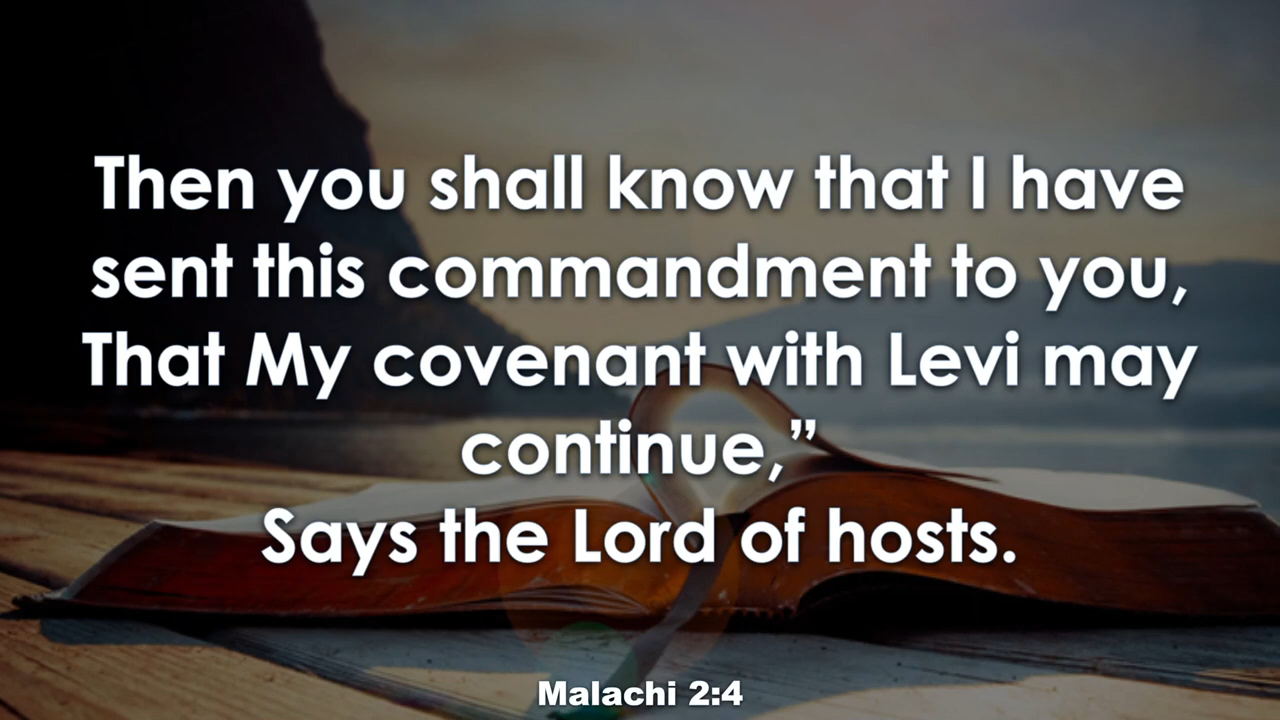 Then you shall know that I have
sent this commandment to you,
That My covenant with Levi may
continue,”
Says the Lord of hosts.
Malachi 2:4